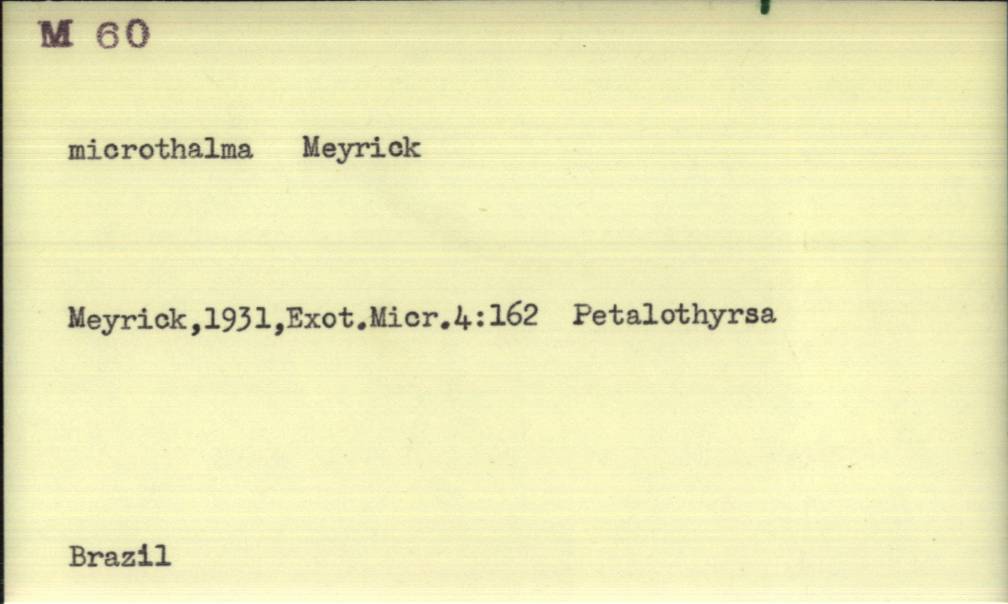 M 60
microthalma Meyrick
Meyrick,1931,Exot.Micr.4:162 Petalothyrsa
Brazil